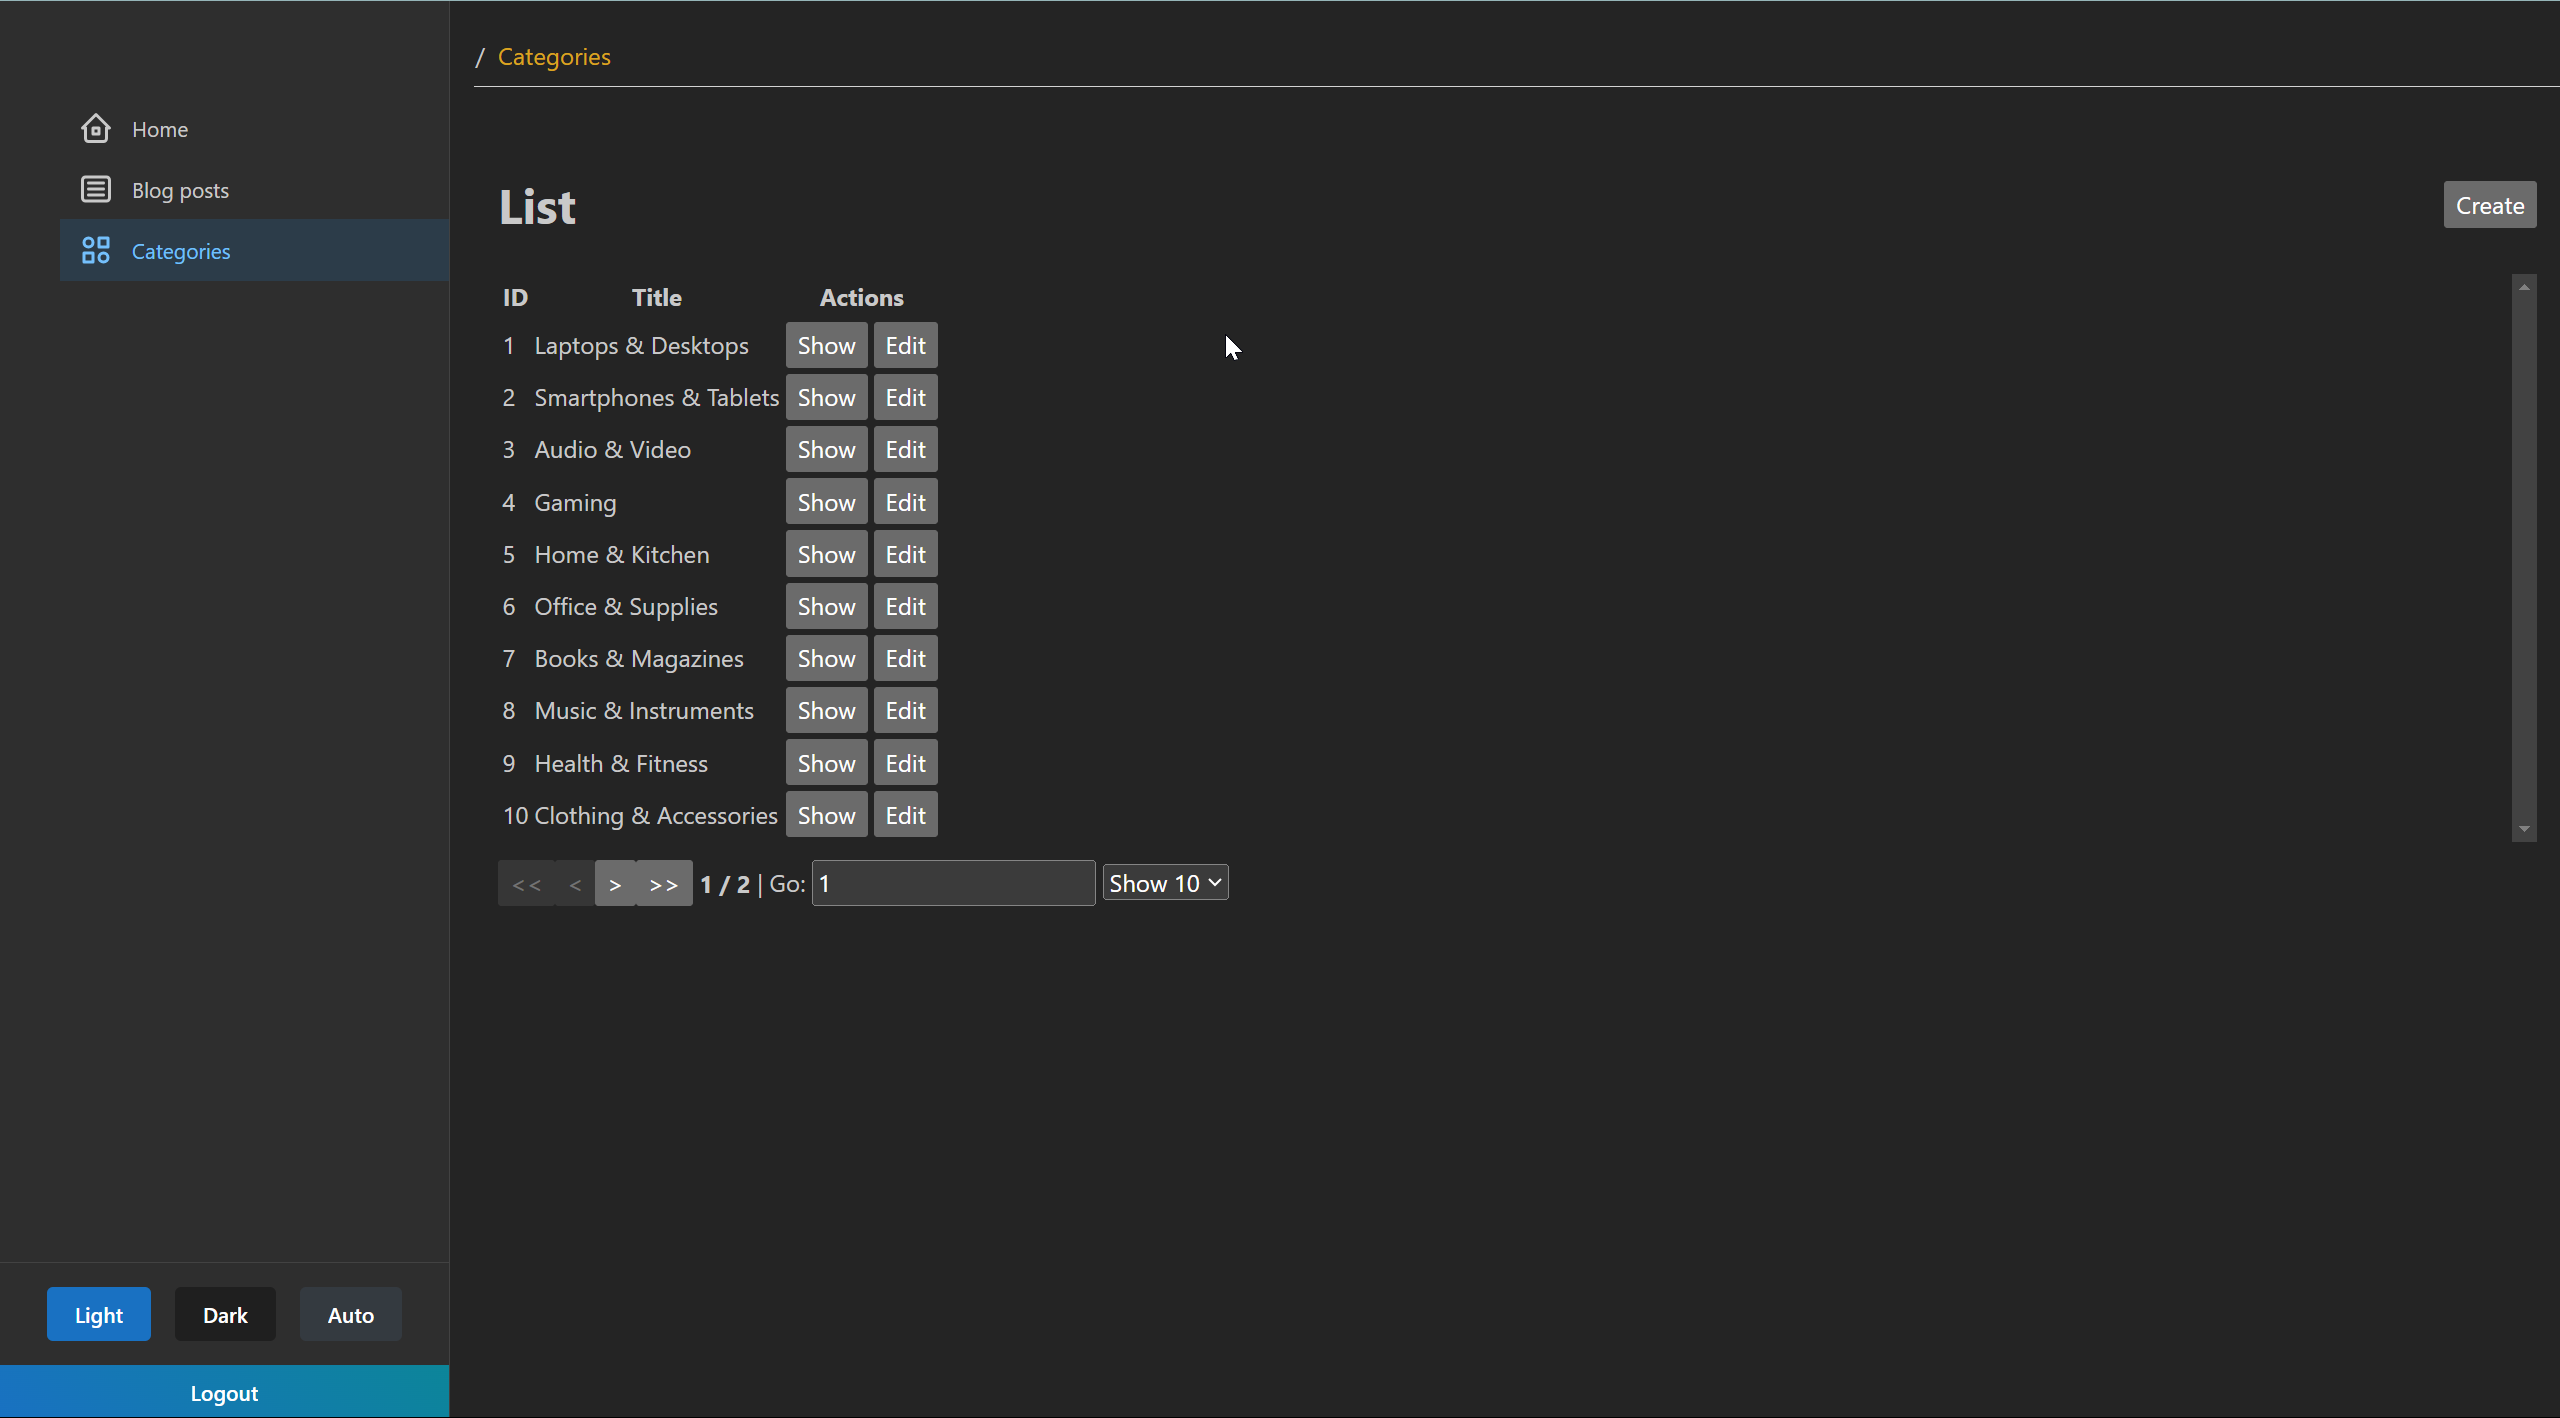 / Categories
Home
Blog posts
Categories
List
Create
ID Title Actions
1 Laptops & Desktops Show Edit
2 Smartphones & Tablets Show Edit
3 Audio & Video Show Edit
4 Gaming Show Edit
5 Home & Kitchen Show Edit
6 Office & Supplies Show Edit
7 Books & Magazines Show Edit
8 Music & Instruments Show Edit
9 Health & Fitness Show Edit
10 Clothing & Accessories Show Edit
<< < > >> 1 / 2 | Go: 1 Show 10
Light Dark Auto
Logout